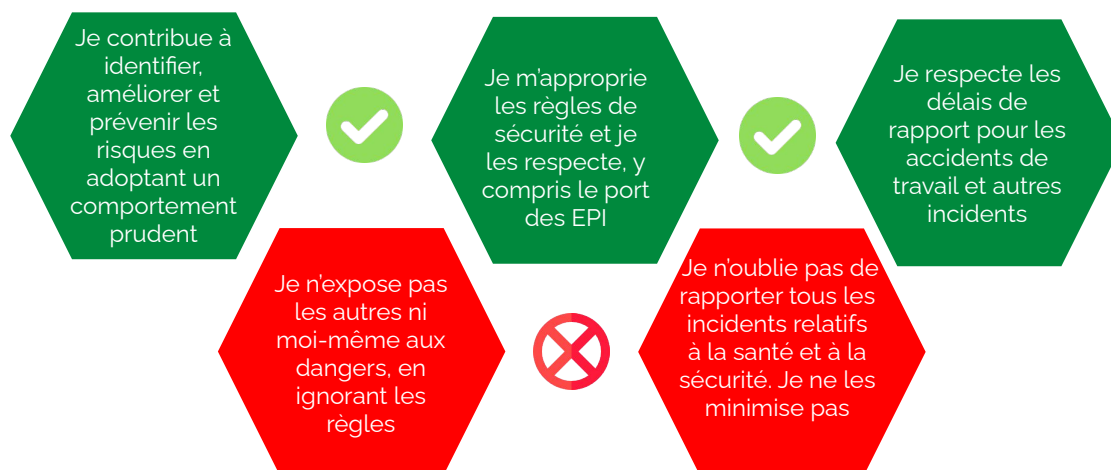 Je contribue à
identifier,
améliorer et
prévenir les
risques en
adoptant un
comportement
prudent
Je m’approprie
les règles de
sécurité et je
les respecte, y
compris le port
des EPI
Je respecte les
délais de
rapport pour les
accidents de
travail et autres
incidents
Je n’expose pas
les autres ni
moi-même aux
dangers, en
ignorant les
règles
Je n’oublie pas de
rapporter tous les
incidents relatifs
à la santé et à la
sécurité. Je ne les
minimise pas